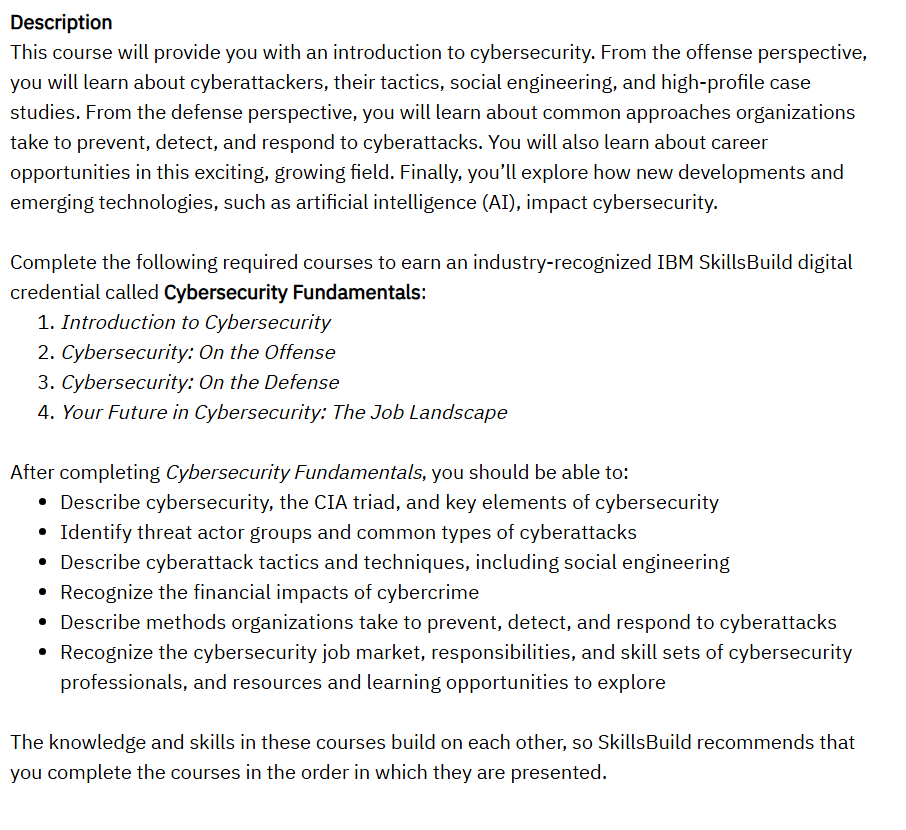 Description
This course will provide you with an introduction to cybersecurity. From the offense perspective,
you will learn about cyberattackers, their tactics, social engineering, and high-profile case
studies. From the defense perspective, you will learn about common approaches organizations
take to prevent, detect, and respond to cyberattacks. You will also learn about career
opportunities in this exciting, growing field. Finally, you’ll explore how new developments and
emerging technologies, such as artificial intelligence (AI), impact cybersecurity.
Complete the following required courses to earn an industry-recognized IBM SkillsBuild digital
credential called Cybersecurity Fundamentals:
1. Introduction to Cybersecurity
2. Cybersecurity: On the Offense
3. Cybersecurity: On the Defense
4. Your Future in Cybersecurity: The Job Landscape
After completing Cybersecurity Fundamentals, you should be able to:
• Describe cybersecurity, the CIA triad, and key elements of cybersecurity
• Identify threat actor groups and common types of cyberattacks
• Describe cyberattack tactics and techniques, including social engineering
• Recognize the financial impacts of cybercrime
• Describe methods organizations take to prevent, detect, and respond to cyberattacks
• Recognize the cybersecurity job market, responsibilities, and skill sets of cybersecurity
professionals, and resources and learning opportunities to explore
The knowledge and skills in these courses build on each other, so SkillsBuild recommends that
you complete the courses in the order in which they are presented.